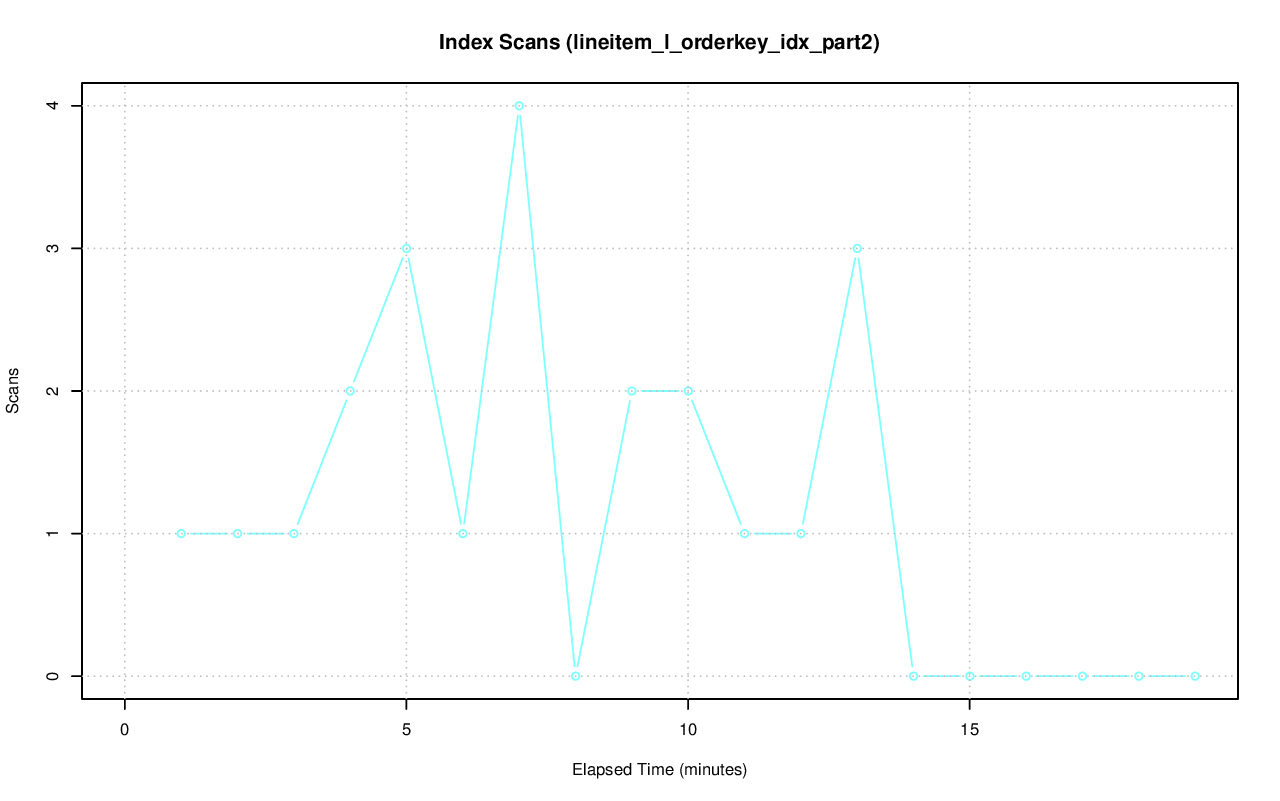 Index Scans (lineitem_l_orderkey_idx_part2)
4
3
2
1
0
Scans
0 5 10 15
Elapsed Time (minutes)